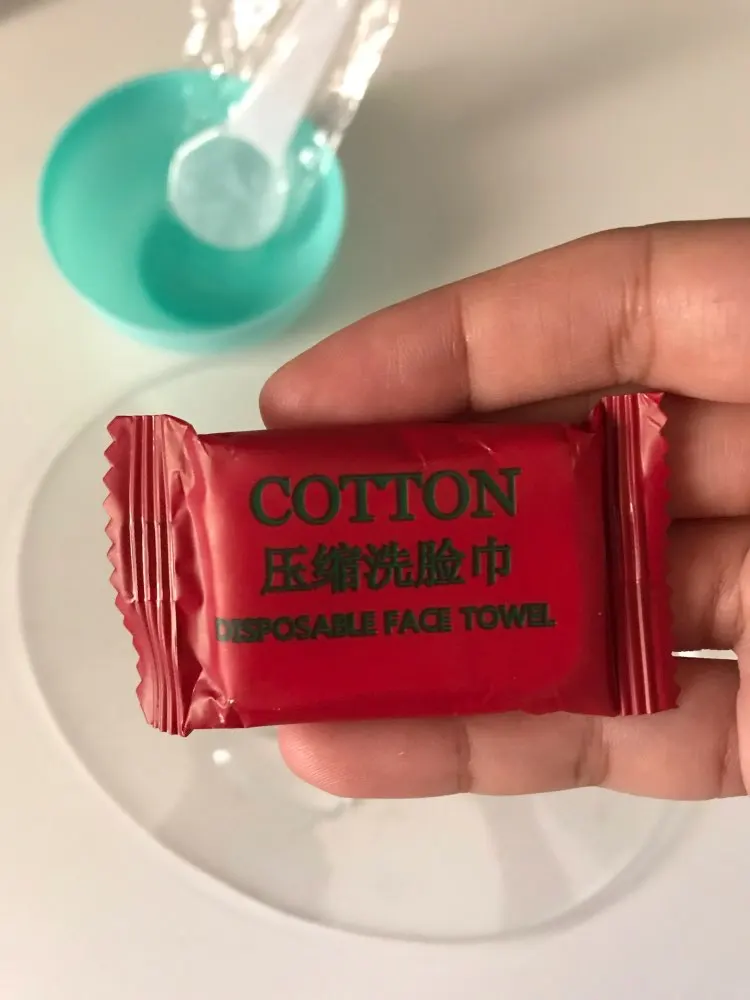 COTTON
压缩洗脸巾
DISPOSABLE FACE TOWEL